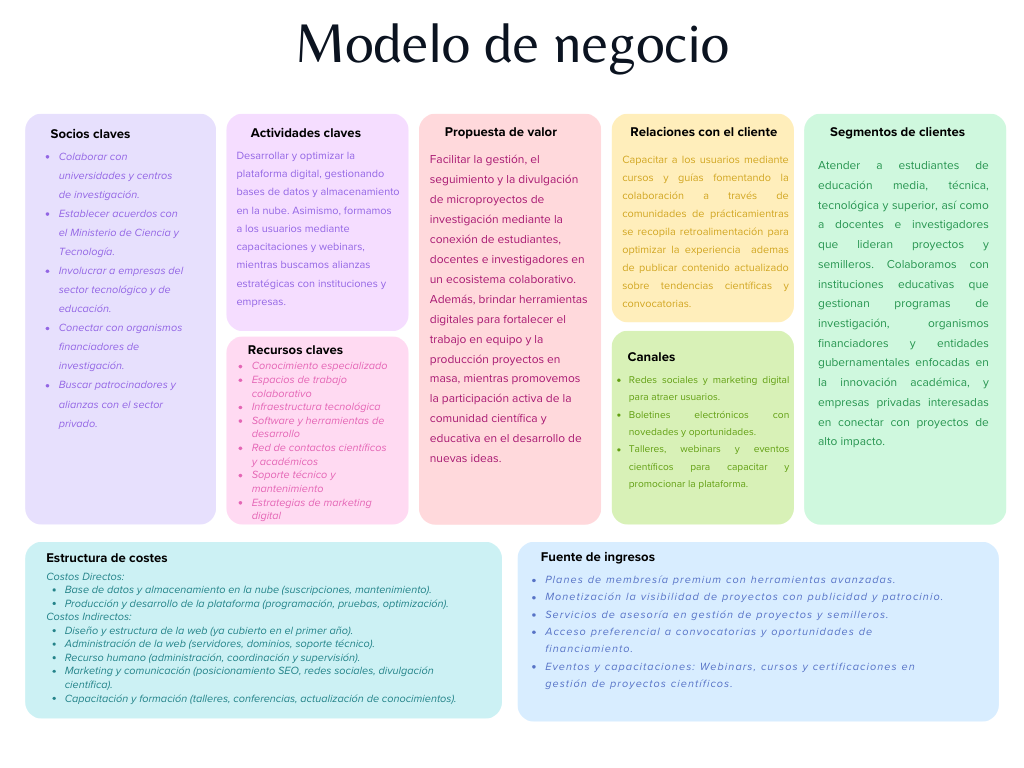 Modelo de negocio
Socios claves
• Colaborar con
universidades y centros
de investigación.
• Establecer acuerdos con
el Ministerio de Ciencia y
Tecnología.
• Involucrar a empresas del
sector tecnológico y de
educación.
• Conectar con organismos
financiadores de
investigación.
• Buscar patrocinadores y
alianzas con el sector
privado.
Actividades claves
Desarrollar y optimizar la
plataforma digital, gestionando
bases de datos y almacenamiento
en la nube. Asimismo, formamos
a los usuarios mediante
capacitaciones y webinars,
mientras buscamos alianzas
estratégicas con instituciones y
empresas.
Recursos claves
• Conocimiento especializado
• Espacios de trabajo
colaborativo
• Infraestructura tecnológica
• Software y herramientas de
desarrollo
• Red de contactos científicos
y académicos
• Soporte técnico y
mantenimiento
• Estrategias de marketing
digital
Propuesta de valor
Facilitar la gestión, el
seguimiento y la divulgación
de microproyectos de
investigación mediante la
conexión de estudiantes,
docentes e investigadores en
un ecosistema colaborativo.
Además, brindar herramientas
digitales para fortalecer el
trabajo en equipo y la
producción proyectos en
masa, mientras promovemos
la participación activa de la
comunidad científica y
educativa en el desarrollo de
nuevas ideas.
Relaciones con el cliente
Capacitar a los usuarios mediante
cursos y guías fomentando la
colaboración a través de
comunidades de prácticamientras
se recopila retroalimentación para
optimizar la experiencia ademas
de publicar contenido actualizado
sobre tendencias científicas y
convocatorias.
Canales
• Redes sociales y marketing digital
para atraer usuarios.
• Boletines electrónicos con
novedades y oportunidades.
• Talleres, webinars y eventos
científicos para capacitar y
promocionar la plataforma.
Segmentos de clientes
Atender a estudiantes de
educación media, técnica,
tecnológica y superior, así como
a docentes e investigadores
que lideran proyectos y
semilleros. Colaboramos con
instituciones educativas que
gestionan programas de
investigación, organismos
financiadores y entidades
gubernamentales enfocadas en
la innovación académica, y
empresas privadas interesadas
en conectar con proyectos de
alto impacto.
Estructura de costes
Costos Directos:
• Base de datos y almacenamiento en la nube (suscripciones, mantenimiento).
• Producción y desarrollo de la plataforma (programación, pruebas, optimización).
Costos Indirectos:
• Diseño y estructura de la web (ya cubierto en el primer año).
• Administración de la web (servidores, dominios, soporte técnico).
• Recurso humano (administración, coordinación y supervisión).
• Marketing y comunicación (posicionamiento SEO, redes sociales, divulgación
científica).
• Capacitación y formación (talleres, conferencias, actualización de conocimientos).
Fuente de ingresos
• Planes de membresía premium con herramientas avanzadas.
• Monetización la visibilidad de proyectos con publicidad y patrocinio.
• Servicios de asesoría en gestión de proyectos y semilleros.
• Acceso preferencial a convocatorias y oportunidades de
financiamiento.
• Eventos y capacitaciones: Webinars, cursos y certificaciones en
gestión de proyectos científicos.